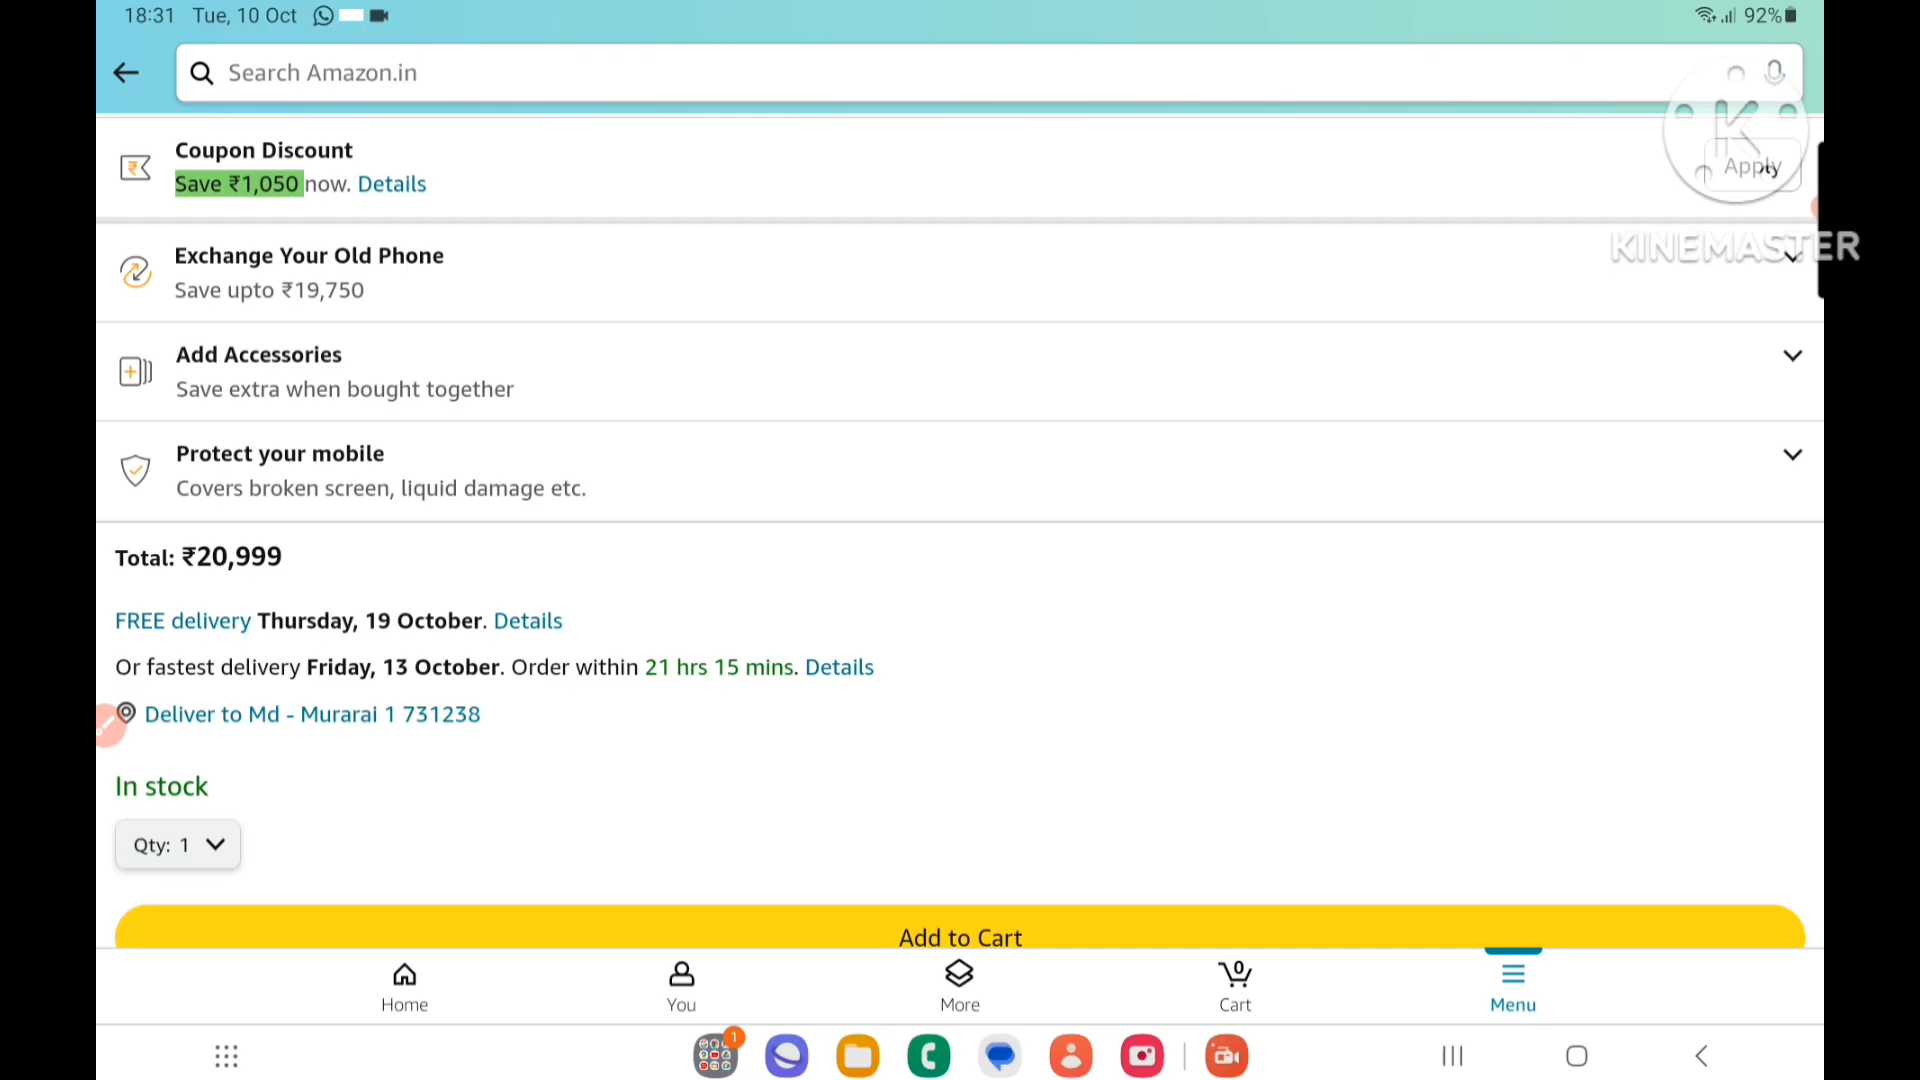 18:31 Tue, 10 Oct 92%
Search Amazon.in
K
Coupon Discount
Save ₹1,050 now. Details
Apply
KINEMASTER
Exchange Your Old Phone
Save upto ₹19,750
Add Accessories
Save extra when bought together
Protect your mobile
Covers broken screen, liquid damage etc.
Total: ₹20,999
FREE delivery Thursday, 19 October. Details
Or fastest delivery Friday, 13 October. Order within 21 hrs 15 mins. Details
Deliver to Md - Murarai 1 731238
In stock
Qty: 1
Add to Cart
0
Home You More Cart Menu
1